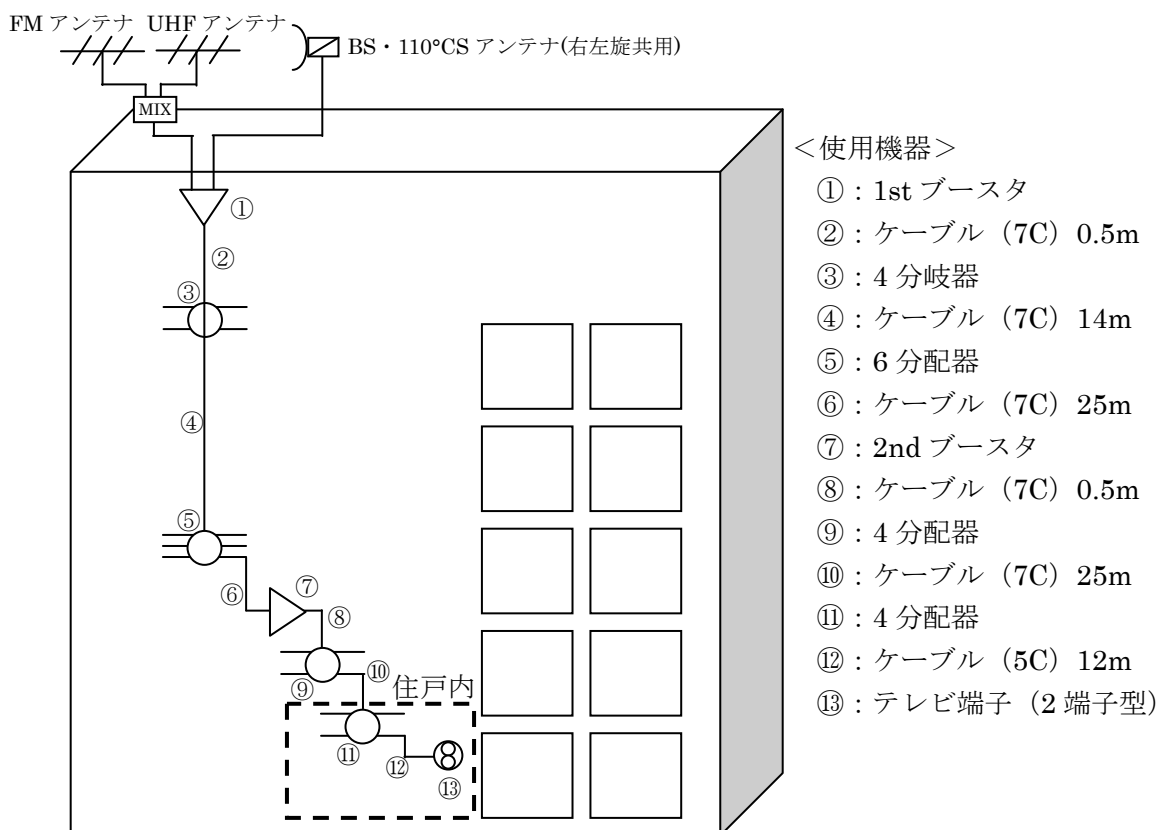 FM アンテナ UHF アンテナ
BS・110°CS アンテナ(右左旋共用)
MIX
①
②
③
④
⑤
⑥
⑦
⑧
⑨
⑩
住戸内
⑪
⑫
⑬
＜使用機器＞
①：1st ブースタ
②：ケーブル（7C）0.5m
③：4 分岐器
④：ケーブル（7C）14m
⑤：6 分配器
⑥：ケーブル（7C）25m
⑦：2nd ブースタ
⑧：ケーブル（7C）0.5m
⑨：4 分配器
⑩：ケーブル（7C）25m
⑪：4 分配器
⑫：ケーブル（5C）12m
⑬：テレビ端子（2 端子型）